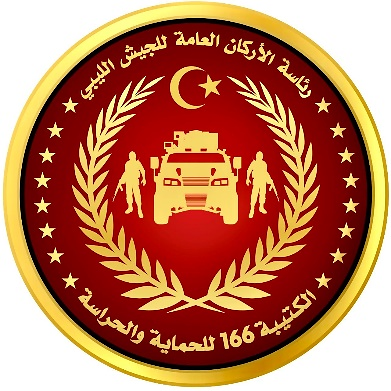 رئاسة الأركان العامة للجيش الليبي
الكتيبة 166 للحماية والحراسة